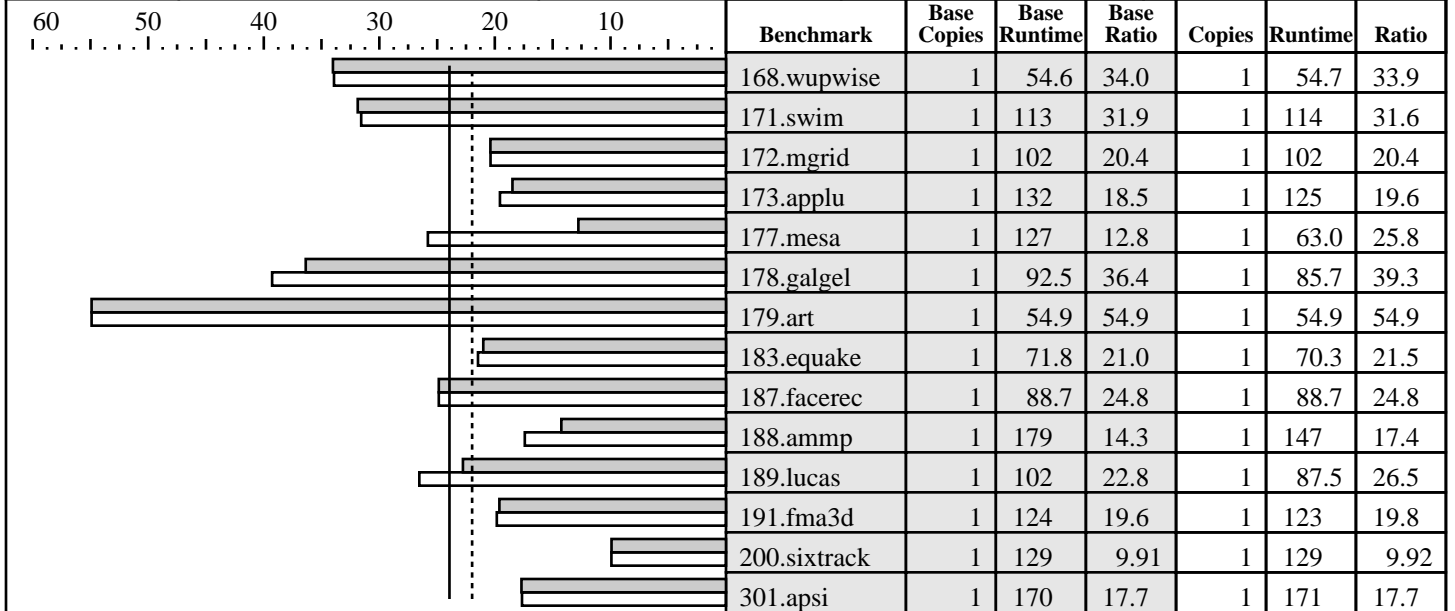 60 50 40 30 20 10
Benchmark Base Copies Base Runtime Base Ratio Copies Runtime Ratio
168.wupwise 1 54.6 34.0 1 54.7 33.9
171.swim 1 113 31.9 1 114 31.6
172.mgrid 1 102 20.4 1 102 20.4
173.applu 1 132 18.5 1 125 19.6
177.mesa 1 127 12.8 1 63.0 25.8
178.galgel 1 92.5 36.4 1 85.7 39.3
179.art 1 54.9 54.9 1 54.9 54.9
183.equake 1 71.8 21.0 1 70.3 21.5
187.facerec 1 88.7 24.8 1 88.7 24.8
188.ammp 1 179 14.3 1 147 17.4
189.lucas 1 102 22.8 1 87.5 26.5
191.fma3d 1 124 19.6 1 123 19.8
200.sixtrack 1 129 9.91 1 129 9.92
301.apsi 1 170 17.7 1 171 17.7